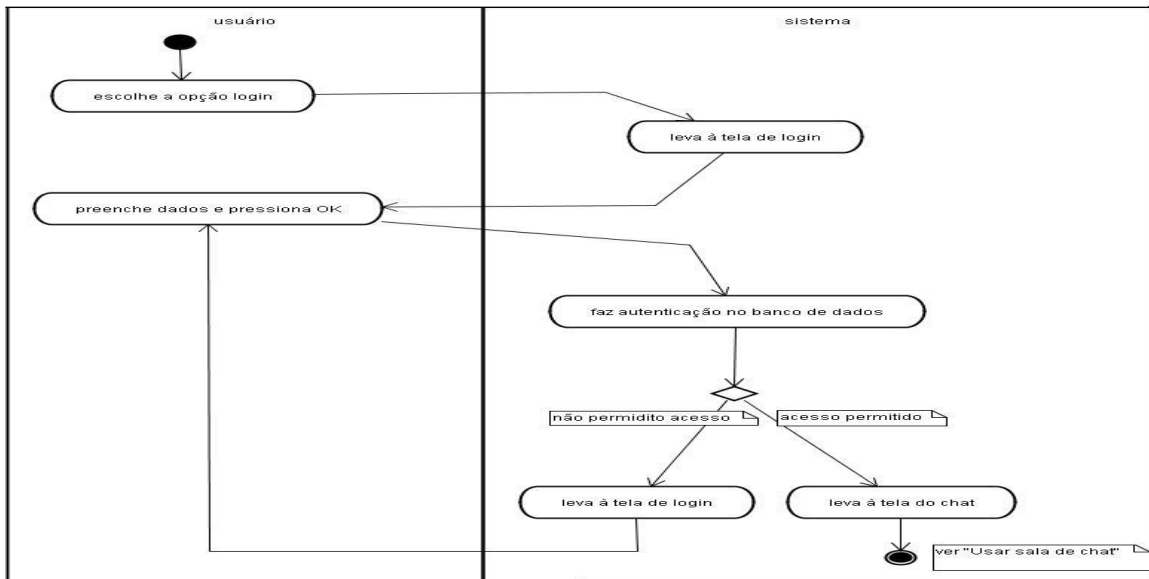 usuário
sistema
escolhe a opção login
leva à tela de login
preenche dados e pressiona OK
faz autenticação no banco de dados
não permidito acesso
acesso permitido
leva à tela de login
leva à tela do chat
ver "Usar sala de chat"